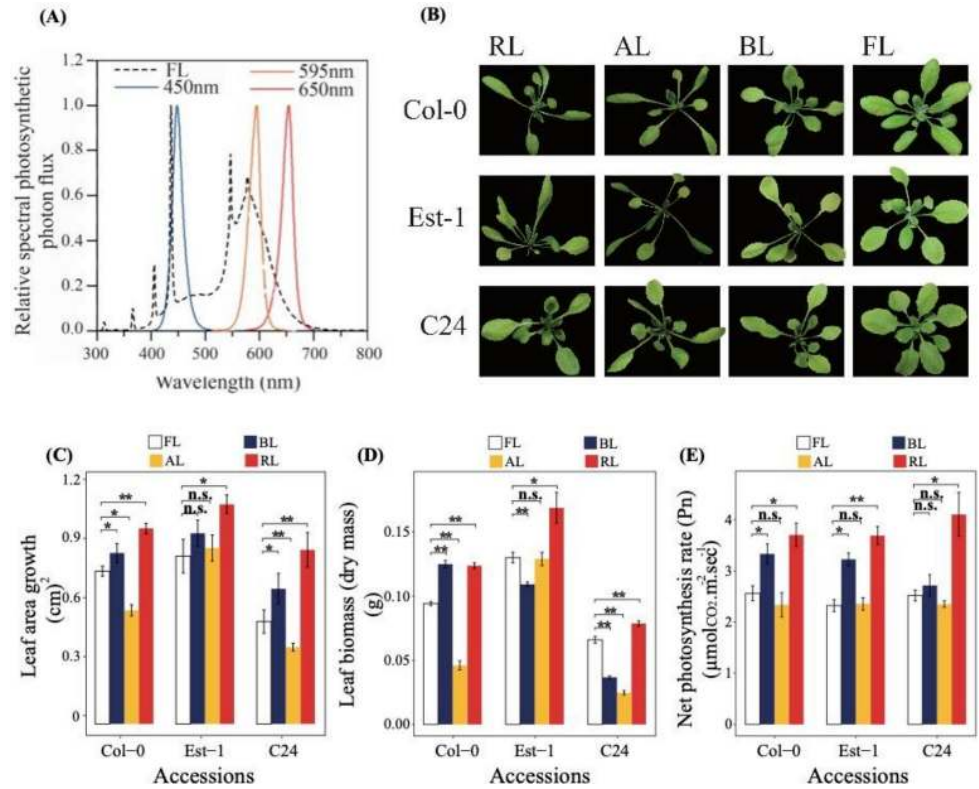 (A)
Relative spectral photosynthetic
photon flux
1.2
1.0
0.8
0.6
0.4
0.2
0.0
FL
450nm
595nm
650nm
300 400 500 600 700 800
Wavelength (nm)
(B)
RL AL BL FL
Col-0
Est-1
C24
(C)
FL BL
AL RL
Leaf area growth
(cm)²
1.2
0.9
0.6
0.3
0
** * *
* n.s. n.s.
** ** *
Col-0 Est-1 C24
Accessions
(D)
FL BL
AL RL
Leaf biomass (dry mass)
(g)
0.15
0.10
0.05
0.00
** ** **
* n.s. **
** ** **
Col-0 Est-1 C24
Accessions
(E)
FL BL
AL RL
Net photosynthesis rate (Pn)
(µmolCO2.m⁻².sec⁻¹)
4
3
2
1
0
* n.s. *
** n.s. *
* n.s. n.s.
Col-0 Est-1 C24
Accessions